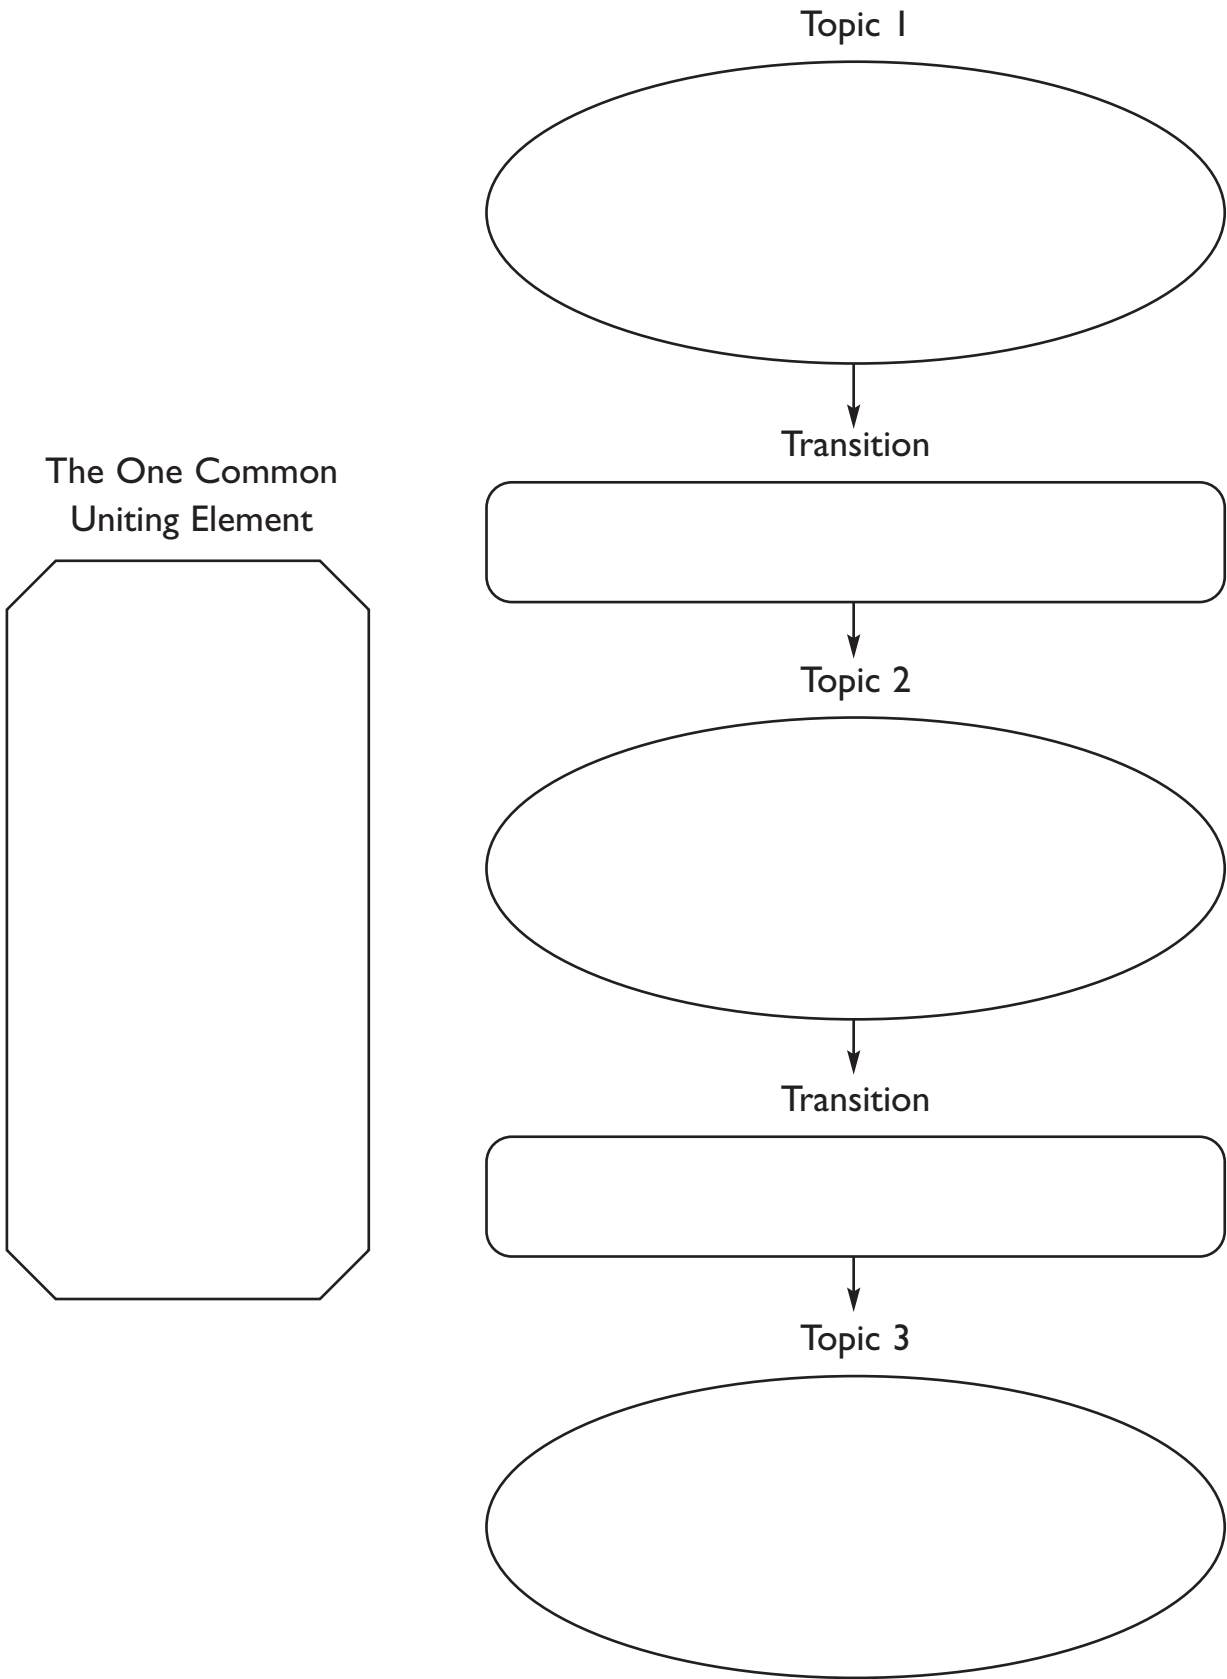 Topic 1
Transition
The One Common
Uniting Element
Topic 2
Transition
Topic 3